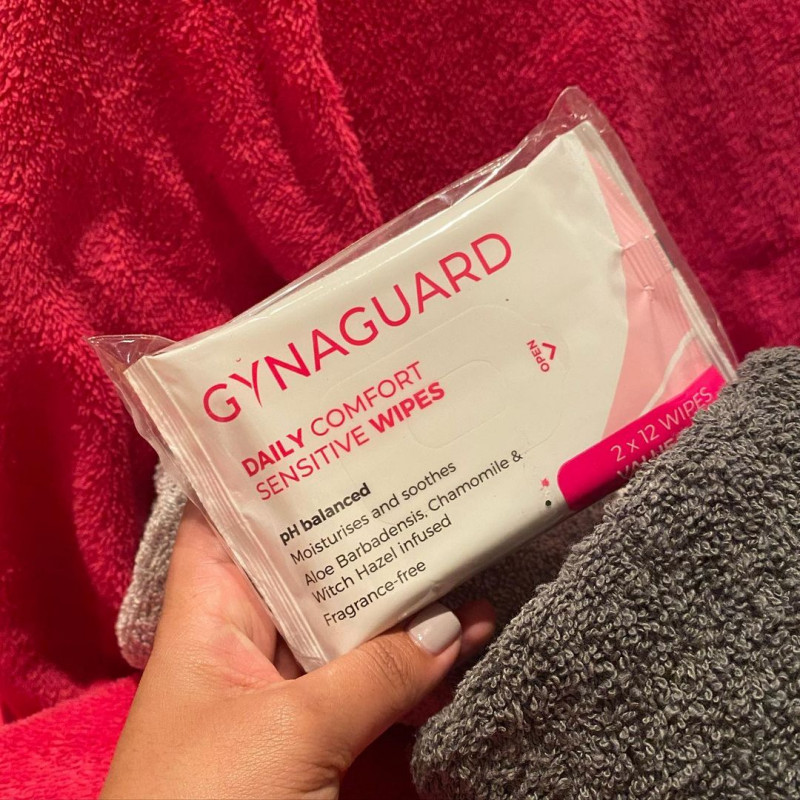 GYNAGUARD
DAILY COMFORT
SENSITIVE WIPES
OPEN
pH balanced
Moisturises and soothes
Aloe Barbadensis, Chamomile &
Witch Hazel infused
Fragrance-free
2 x 12 WIPES